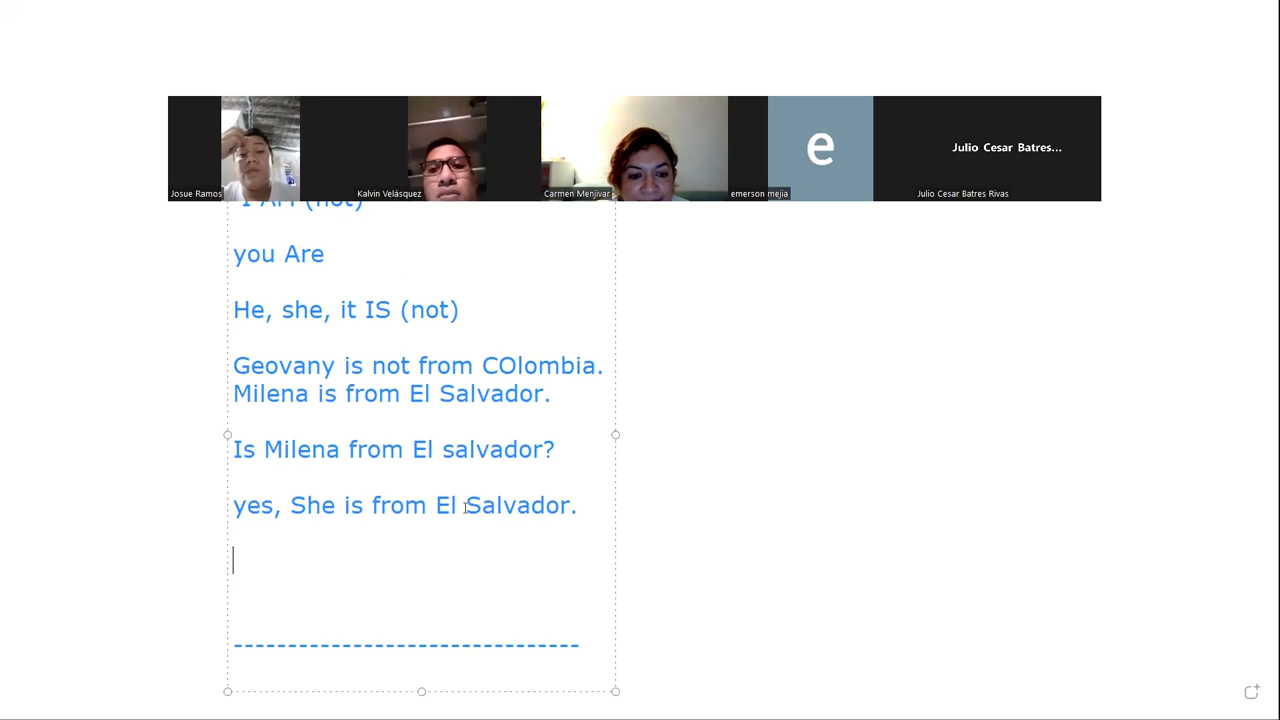 Josue Ramos
Kalvin Velásquez
Carmen Menjivar
e
emerson mejia
Julio Cesar Batres...
Julio Cesar Batres Rivas
I AM (not)
you Are
He, she, it IS (not)
Geovany is not from COlombia.
Milena is from El Salvador.
Is Milena from El salvador?
yes, She is from El Salvador.
--------------------------------